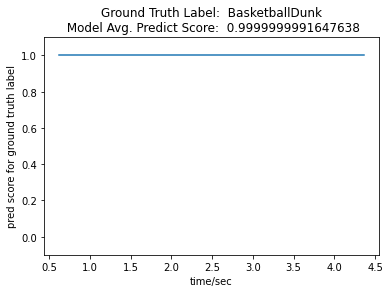 Ground Truth Label:  BasketballDunk
Model Avg. Predict Score:  0.9999999991647638
pred score for ground truth label
1.0
0.8
0.6
0.4
0.2
0.0
0.5 1.0 1.5 2.0 2.5 3.0 3.5 4.0 4.5
time/sec